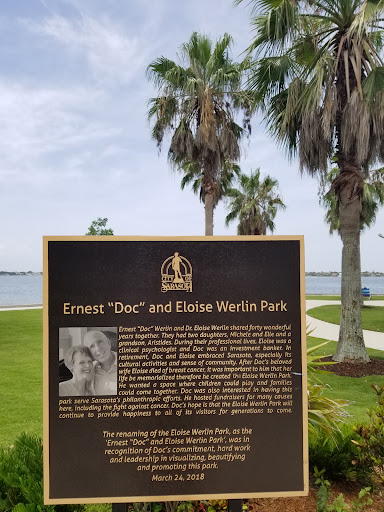 CITY OF
SARASOTA
Ernest “Doc” and Eloise Werlin Park
Ernest “Doc” Werlin and Dr. Eloise Werlin shared forty wonderful
years together. They had two daughters, Michele and Elle and a
grandson, Aristides. During their professional lives, Eloise was a
clinical psychologist and Doc was an investment banker. In
retirement, Doc and Eloise embraced Sarasota, especially its
cultural activities and sense of community. After Doc's beloved
wife Eloise died of breast cancer, it was important to him that her
life be memorialized therefore he created 'the Eloise Werlin Park'.
He wanted a space where children could play and families
could come together. Doc was also interested in having this
park serve Sarasota's philanthropic efforts. He hosted fundraisers for many causes
here, including the fight against cancer. Doc's hope is that the Eloise Werlin Park will
continue to provide happiness to all of its visitors for generations to come.
The renaming of the Eloise Werlin Park, as the
'Ernest “Doc” and Eloise Werlin Park', was in
recognition of Doc's commitment, hard work
and leadership in visualizing, beautifying
and promoting this park.
March 24, 2018